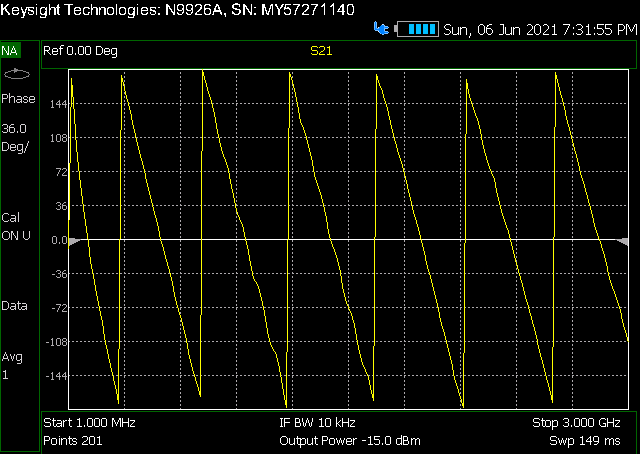 Keysight Technologies: N9926A, SN: MY57271140
Sun, 06 Jun 2021 7:31:55 PM
NA
Ref 0.00 Deg
S21
Phase
36.0
Deg/
Cal
ON U
Data
Avg
1
144
108
72
36
0.0
-36
-72
-108
-144
Start 1.000 MHz
IF BW 10 kHz
Stop 3.000 GHz
Points 201
Output Power -15.0 dBm
Swp 149 ms